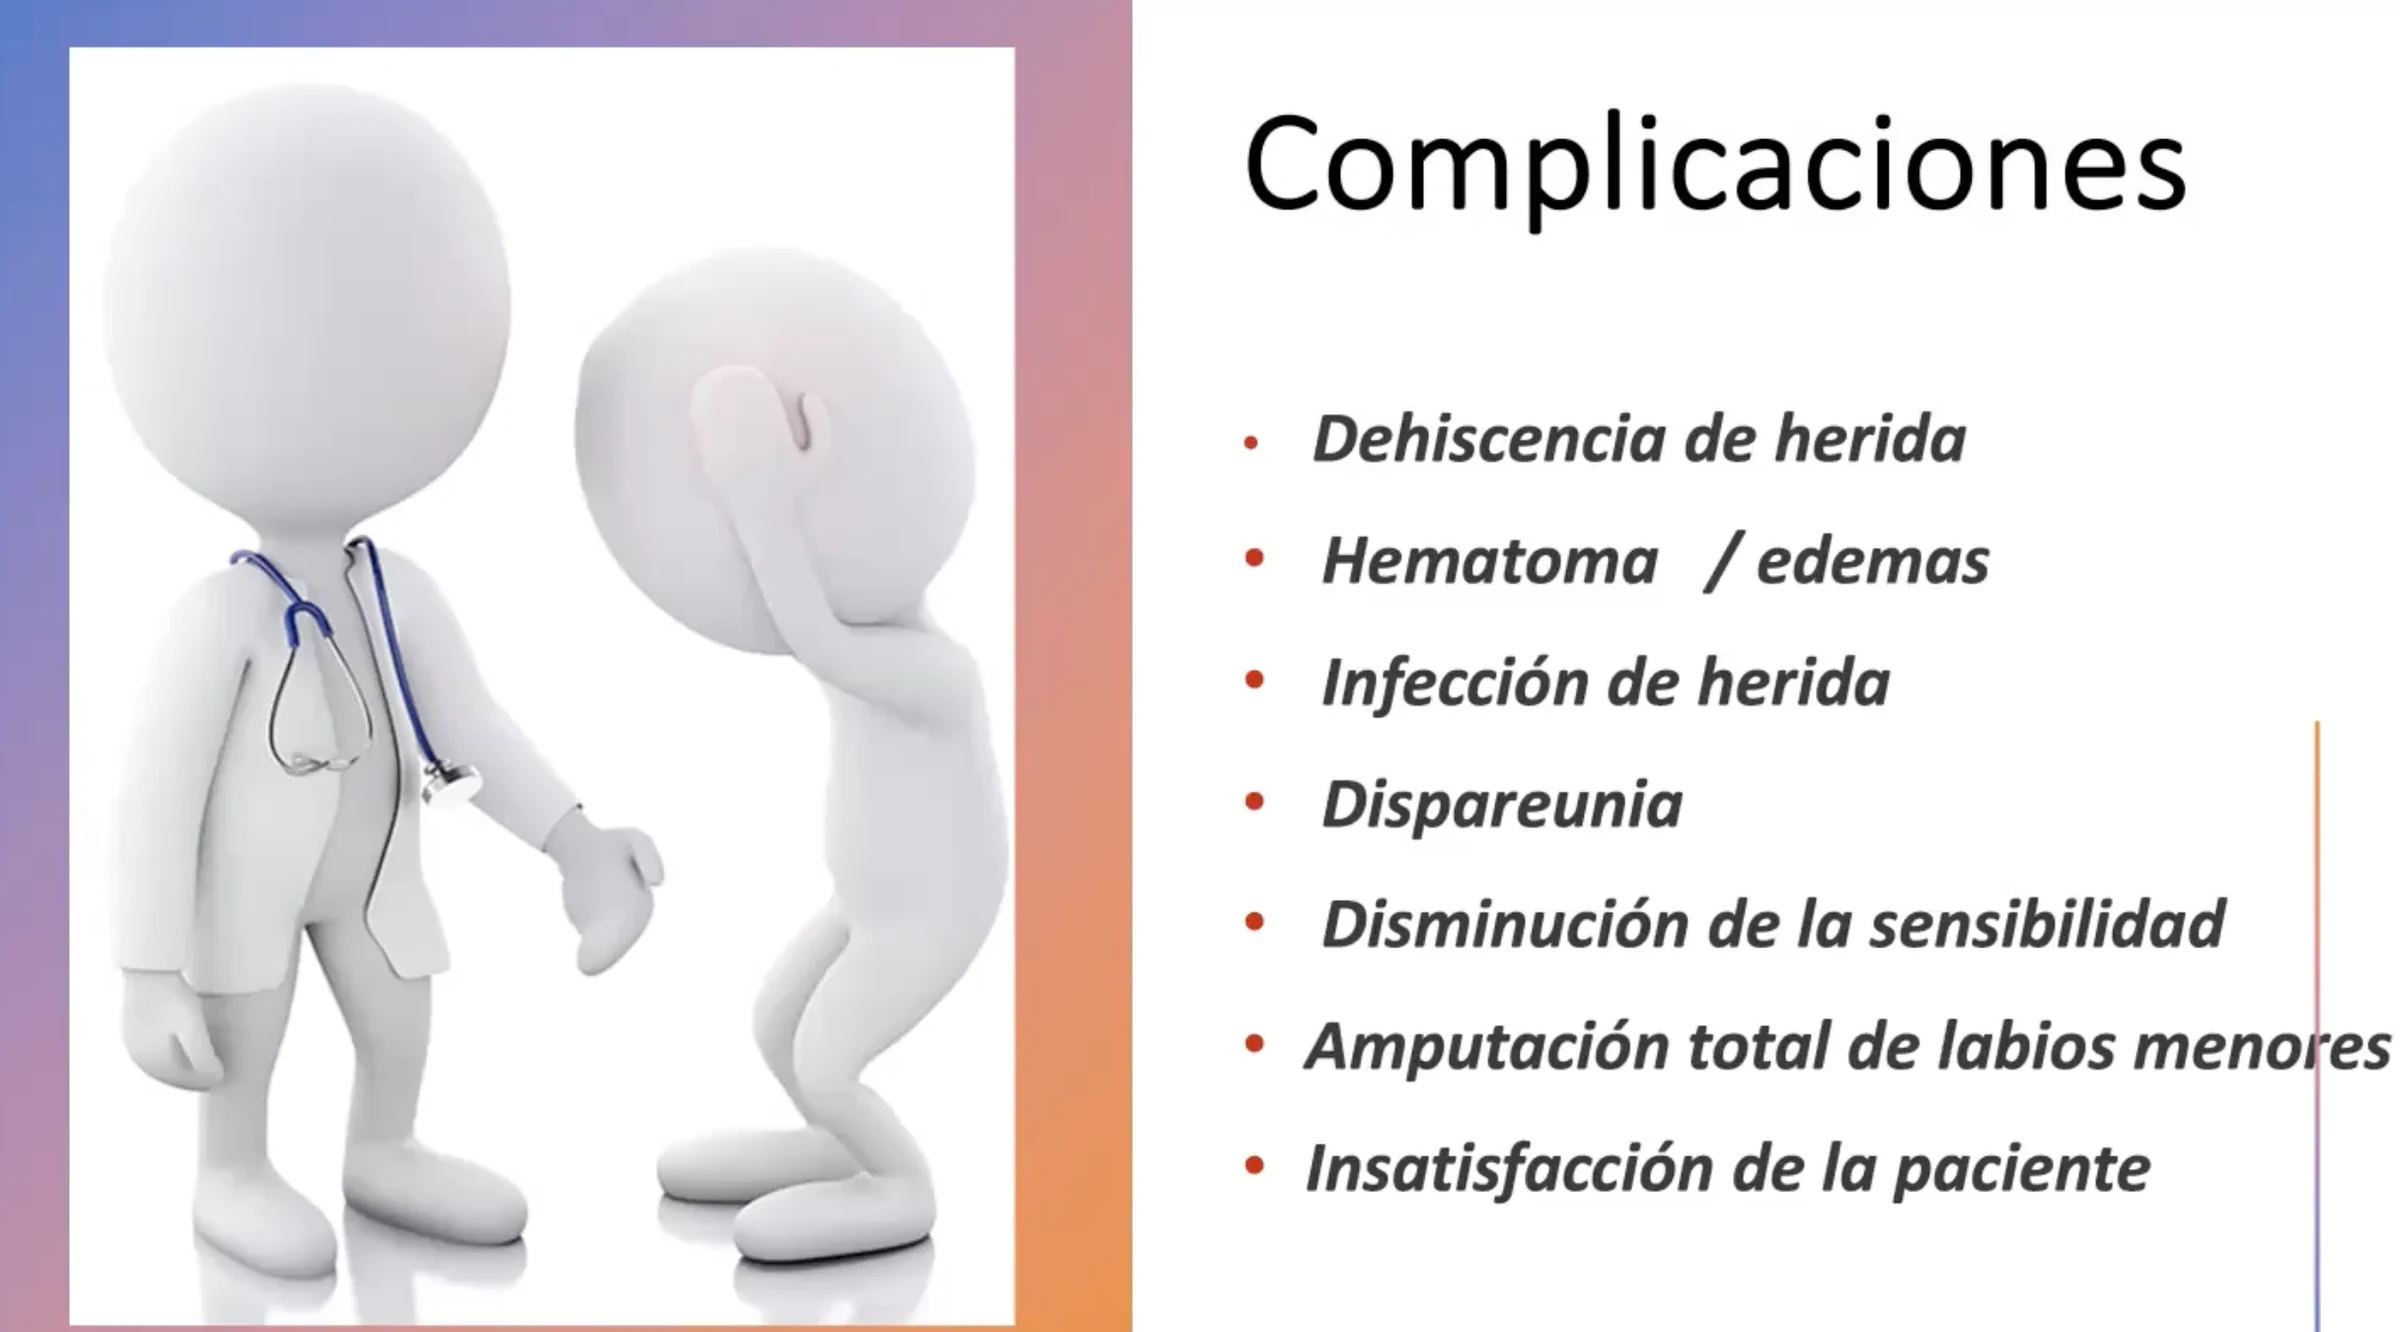 Complicaciones
• Dehiscencia de herida
• Hematoma / edemas
• Infección de herida
• Dispareunia
• Disminución de la sensibilidad
• Amputación total de labios menores
• Insatisfacción de la paciente